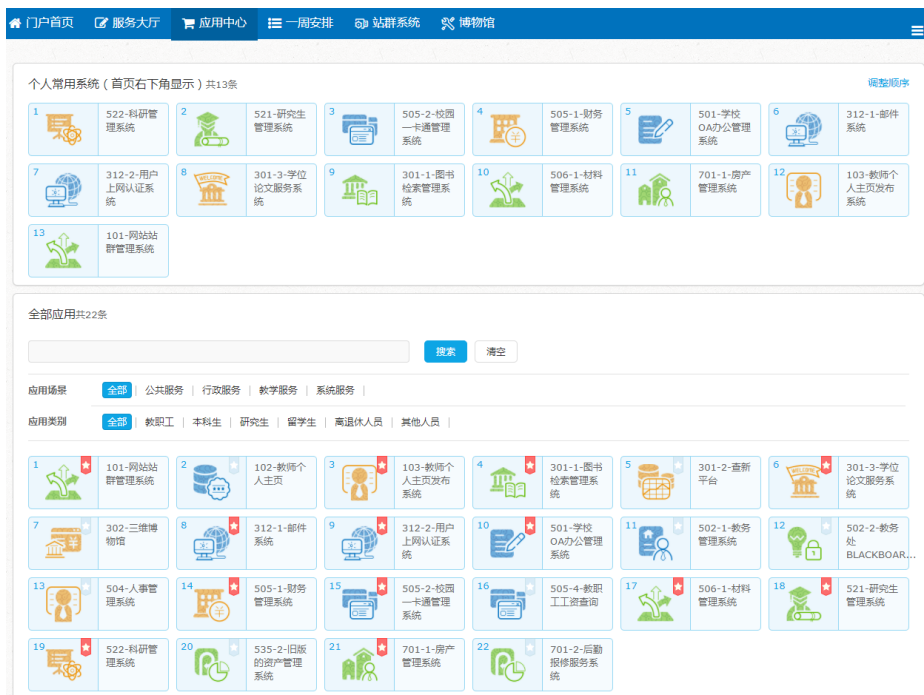 门户首页 服务大厅 应用中心 一周安排 站群系统 博物馆
个人常用系统（首页右下角显示）共13条 调整顺序
1
522-科研管
理系统
2
521-研究生
管理系统
3
505-2-校园
一卡通管理
系统
4
505-1-财务
管理系统
5
501-学校
OA办公管理
系统
6
312-1-邮件
系统
7
312-2-用户
上网认证系
统
8
WELCOME
301-3-学位
论文服务系
统
9
301-1-图书
检索管理系
统
10
506-1-材料
管理系统
11
701-1-房产
管理系统
12
103-教师个
人主页发布
系统
13
101-网站站
群管理系统
全部应用共22条
搜索 清空
应用场景 全部 | 公共服务 | 行政服务 | 教学服务 | 系统服务 |
应用类别 全部 | 教职工 | 本科生 | 研究生 | 留学生 | 离退休人员 | 其他人员 |
1
101-网站站
群管理系统
2
102-教师个
人主页
3
103-教师个
人主页发布
系统
4
301-1-图书
检索管理系
统
5
301-2-查新
平台
6
WELCOME
301-3-学位
论文服务系
统
7
302-三维博
物馆
8
312-1-邮件
系统
9
312-2-用户
上网认证系
统
10
501-学校
OA办公管理
系统
11
502-1-教务
管理系统
12
502-2-教务
处
BLACKBOAR...
13
504-人事管
理系统
14
505-1-财务
管理系统
15
505-2-校园
一卡通管理
系统
16
505-4-教职
工工资查询
17
506-1-材料
管理系统
18
521-研究生
管理系统
19
522-科研管
理系统
20
535-2-旧版
的资产管理
系统
21
701-1-房产
管理系统
22
701-2-后勤
报修服务系
统